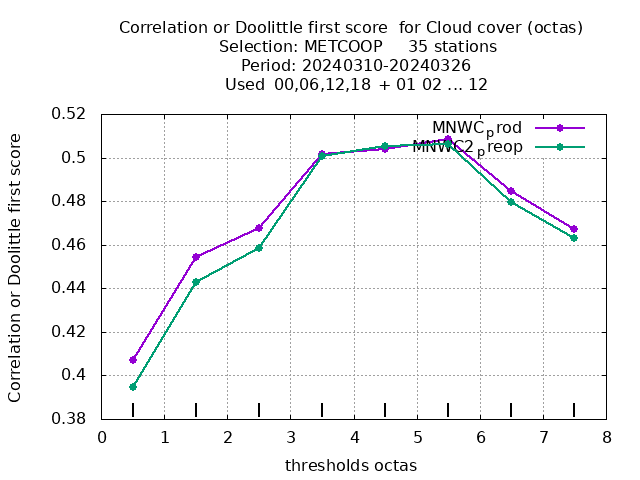 Correlation or Doolittle first score  for Cloud cover (octas)
Selection: METCOOP     35 stations
Period: 20240310-20240326
Used  00,06,12,18 + 01 02 ... 12
MNWCprod
MNWC2preop
0.52
0.5
0.48
0.46
0.44
0.42
0.4
0.38
Correlation or Doolittle first score
0 1 2 3 4 5 6 7 8
thresholds octas